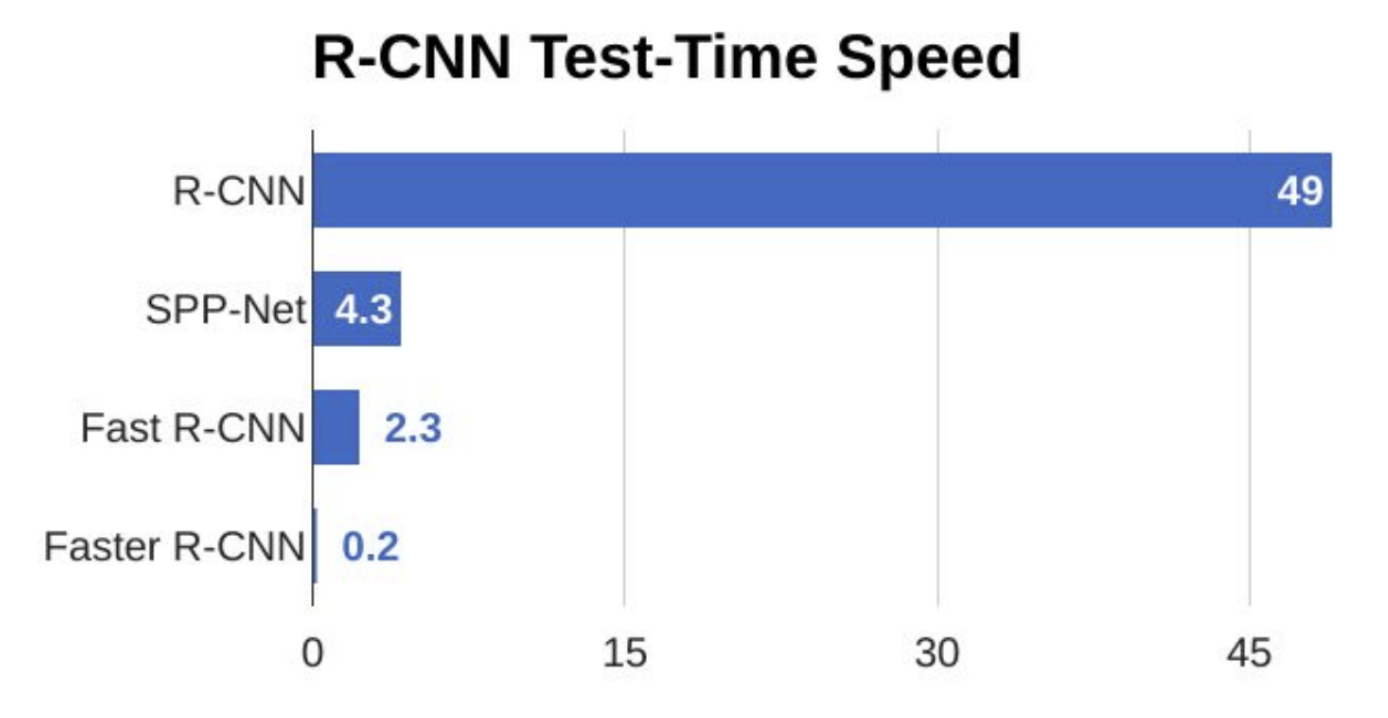 R-CNN Test-Time Speed
R-CNN 49
SPP-Net 4.3
Fast R-CNN 2.3
Faster R-CNN 0.2
0 15 30 45